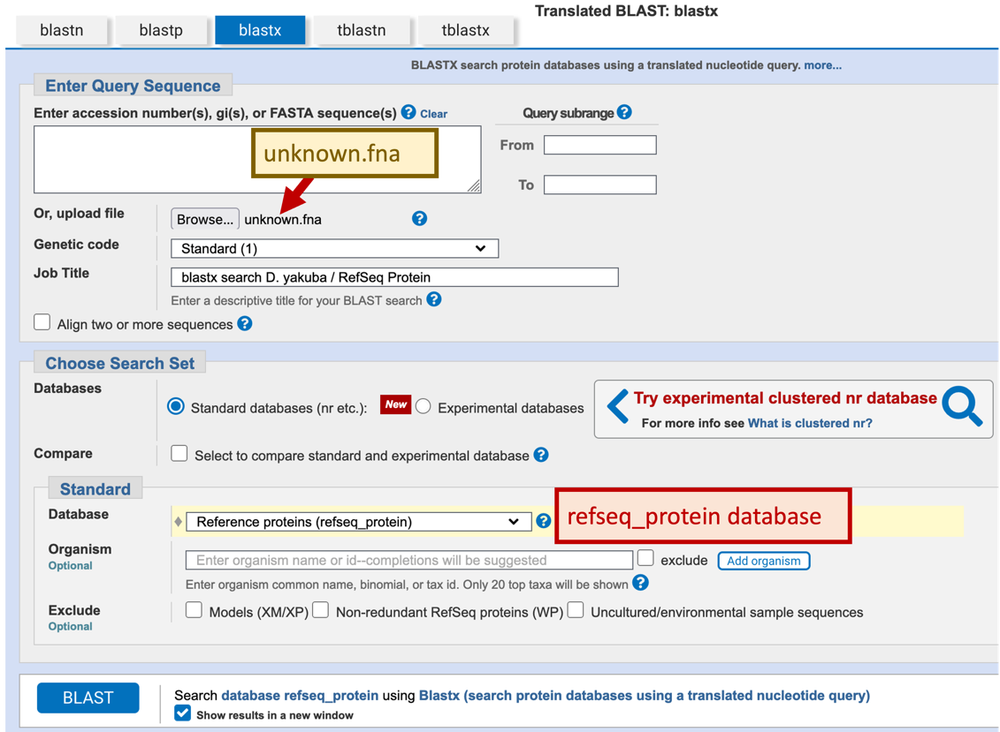 Translated BLAST: blastx
blastn blastp blastx tblastn tblastx
BLASTX search protein databases using a translated nucleotide query. more...
Enter Query Sequence
Enter accession number(s), gi(s), or FASTA sequence(s) ? Clear
Query subrange ?
unknown.fna
From
To
Or, upload file
Browse... unknown.fna ?
Genetic code
Standard (1)
Job Title
blastx search D. yakuba / RefSeq Protein
Enter a descriptive title for your BLAST search ?
Align two or more sequences ?
Choose Search Set
Databases
Standard databases (nr etc.): New Experimental databases
Try experimental clustered nr database
For more info see What is clustered nr?
Compare
Select to compare standard and experimental database ?
Standard
Database
Reference proteins (refseq_protein) ?
refseq_protein database
Organism
Optional
Enter organism name or id--completions will be suggested
exclude Add organism
Enter organism common name, binomial, or tax id. Only 20 top taxa will be shown ?
Exclude
Optional
Models (XM/XP) Non-redundant RefSeq proteins (WP) Uncultured/environmental sample sequences
BLAST
Search database refseq_protein using Blastx (search protein databases using a translated nucleotide query)
Show results in a new window